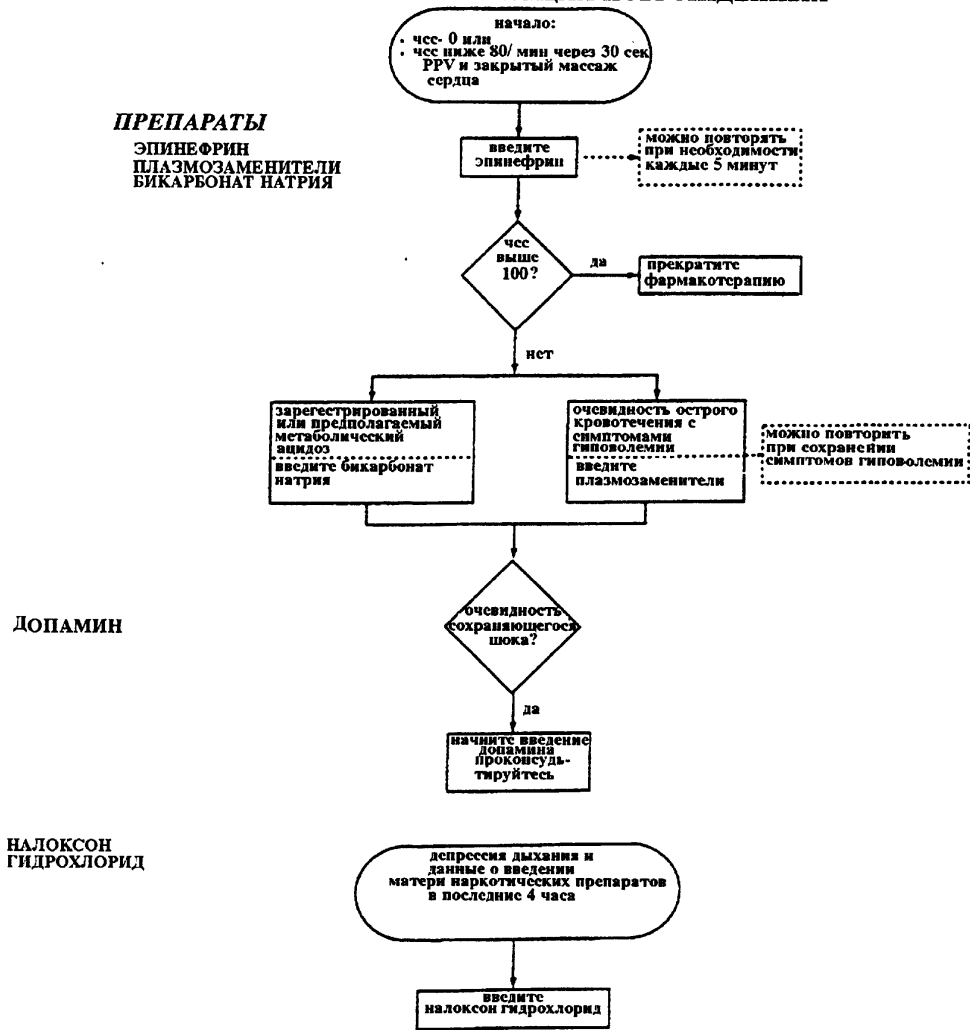 начало:
. чсс- 0 или
. чсс ниже 80/ мин через 30 сек
PPV и закрытый массаж
сердца
ПРЕПАРАТЫ
ЭПИНЕФРИН
ПЛАЗМОЗАМЕНИТЕЛИ
БИКАРБОНАТ НАТРИЯ
введите
эпинефрин
можно повторять
при необходимости
каждые 5 минут
чсс
выше
100?
да
прекратите
фармакотерапию
нет
зарегестрированный
или предполагаемый
метаболический
ацидоз
введите бикарбонат
натрия
очевидность острого
кровотечения с
симптомами
гиповолемии
введите
плазмозаменители
можно повторить
при сохранении
симптомов гиповолемии
ДОПАМИН
очевидность
сохраняющегося
шока?
да
начните введение
допамина
проконсудь-
тируйтесь
НАЛОКСОН
ГИДРОХЛОРИД
депрессия дыхания и
данные о введении
матери наркотических препаратов
в последние 4 часа
введите
налоксон гидрохлорид